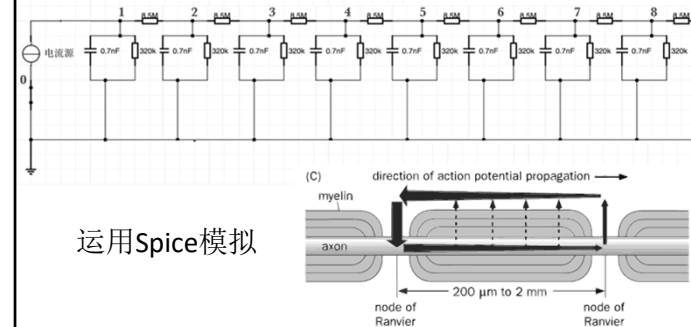 1 8.5M 2 8.5M 3 8.5M 4 8.5M 5 8.5M 6 8.5M 7 8.5M 8 8.5M
电流源 0.7nF 320k 0.7nF 320k 0.7nF 320k 0.7nF 320k 0.7nF 320k 0.7nF 320k 0.7nF 320k 0.7nF 320k
0
(C) direction of action potential propagation
myelin
运用Spice模拟
axon
200 µm to 2 mm
node of node of
Ranvier Ranvier